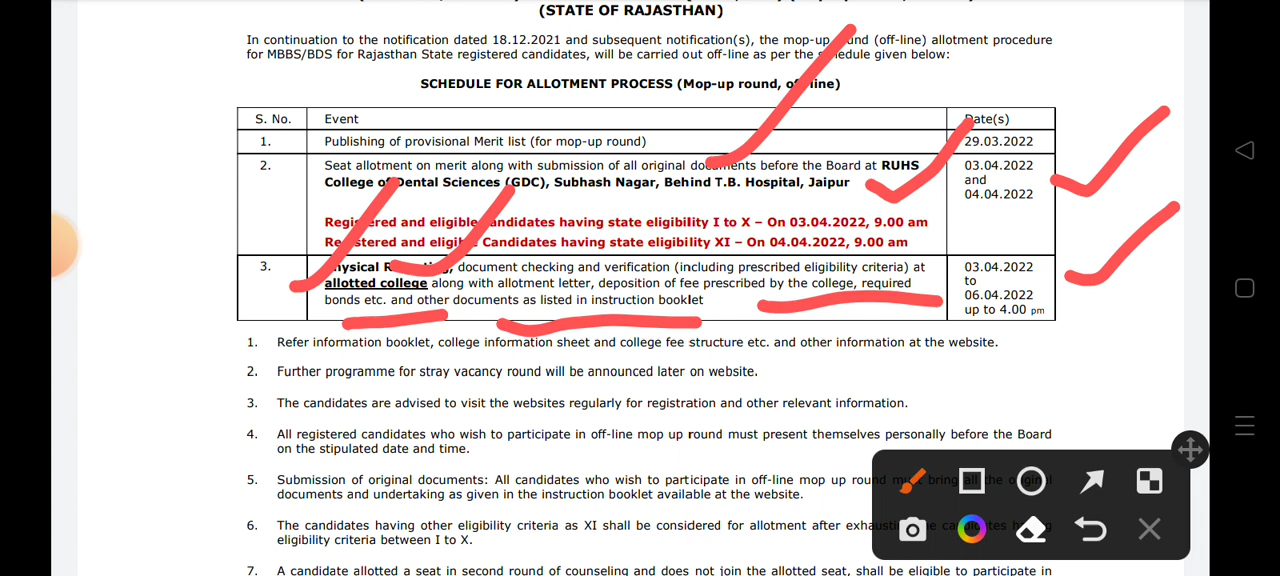 (STATE OF RAJASTHAN)
In continuation to the notification dated 18.12.2021 and subsequent notification(s), the mop-up round (off-line) allotment procedure
for MBBS/BDS for Rajasthan State registered candidates, will be carried out off-line as per the schedule given below:
SCHEDULE FOR ALLOTMENT PROCESS (Mop-up round, off-line)
S. No. Event Date(s)
1. Publishing of provisional Merit list (for mop-up round) 29.03.2022
2. Seat allotment on merit along with submission of all original documents before the Board at RUHS 03.04.2022
College of Dental Sciences (GDC), Subhash Nagar, Behind T.B. Hospital, Jaipur and
04.04.2022
Registered and eligible Candidates having state eligibility I to X – On 03.04.2022, 9.00 am
Registered and eligible Candidates having state eligibility XI – On 04.04.2022, 9.00 am
3. Physical Reporting, document checking and verification (including prescribed eligibility criteria) at 03.04.2022
allotted college along with allotment letter, deposition of fee prescribed by the college, required to
bonds etc. and other documents as listed in instruction booklet 06.04.2022
up to 4.00 pm
1. Refer information booklet, college information sheet and college fee structure etc. and other information at the website.
2. Further programme for stray vacancy round will be announced later on website.
3. The candidates are advised to visit the websites regularly for registration and other relevant information.
4. All registered candidates who wish to participate in off-line mop up round must present themselves personally before the Board
on the stipulated date and time.
5. Submission of original documents: All candidates who wish to participate in off-line mop up round must bring all the original
documents and undertaking as given in the instruction booklet available at the website.
6. The candidates having other eligibility criteria as XI shall be considered for allotment after exhausting the candidates having
eligibility criteria between I to X.
7. A candidate allotted a seat in second round of counseling and does not join the allotted seat, shall be eligible to participate in